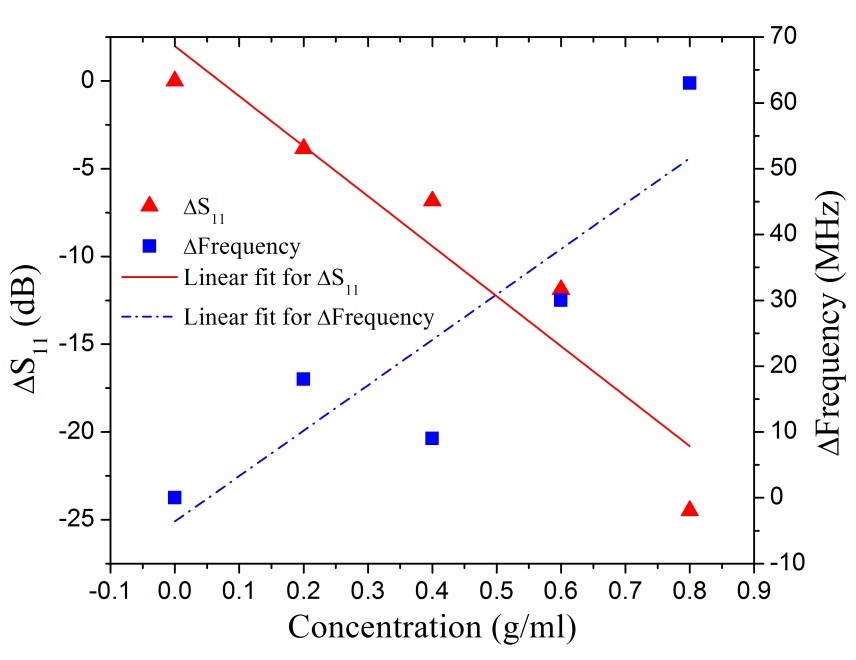 ΔS₁₁ (dB)
0
-5
-10
-15
-20
-25
ΔS₁₁
ΔFrequency
Linear fit for ΔS₁₁
Linear fit for ΔFrequency
70
60
50
40
30
20
10
0
-10
ΔFrequency (MHz)
-0.1 0.0 0.1 0.2 0.3 0.4 0.5 0.6 0.7 0.8 0.9
Concentration (g/ml)